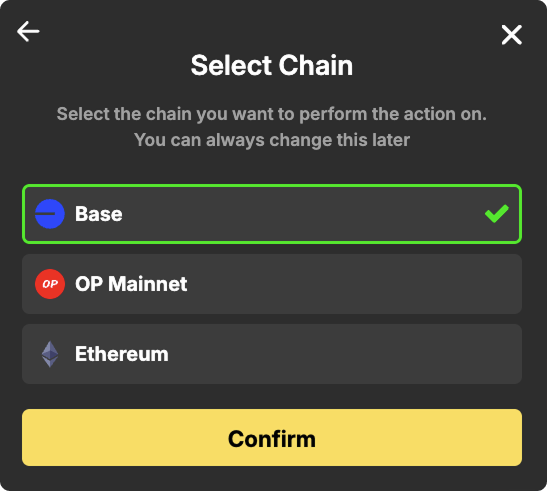 Select Chain
Select the chain you want to perform the action on.
You can always change this later
Base
OP OP Mainnet
Ethereum
Confirm